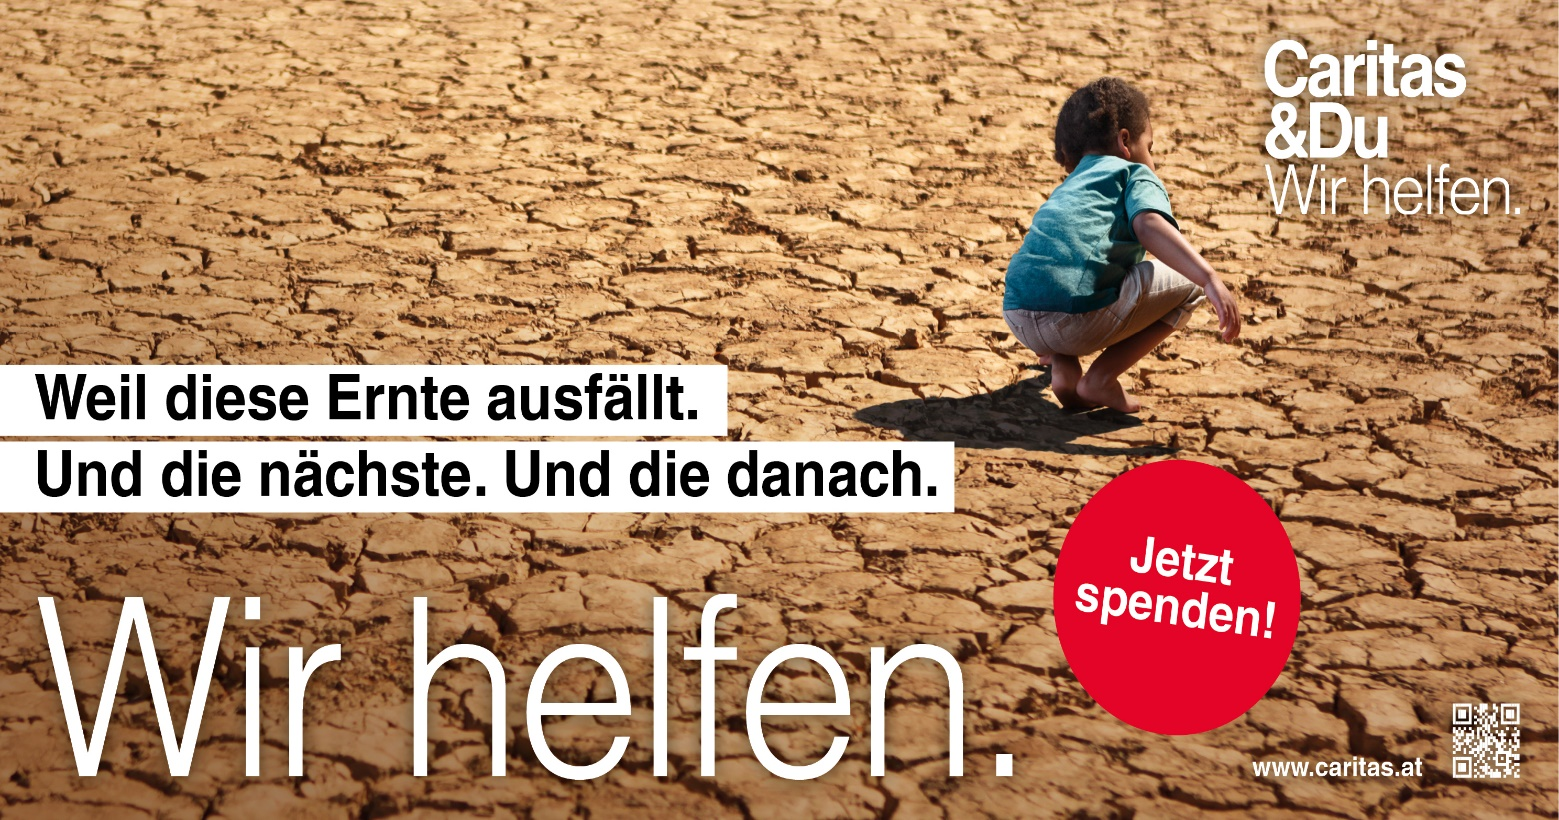 Caritas
&Du
Wir helfen.
Weil diese Ernte ausfällt.
Und die nächste. Und die danach.
Wir helfen.
Jetzt
spenden!
www.caritas.at